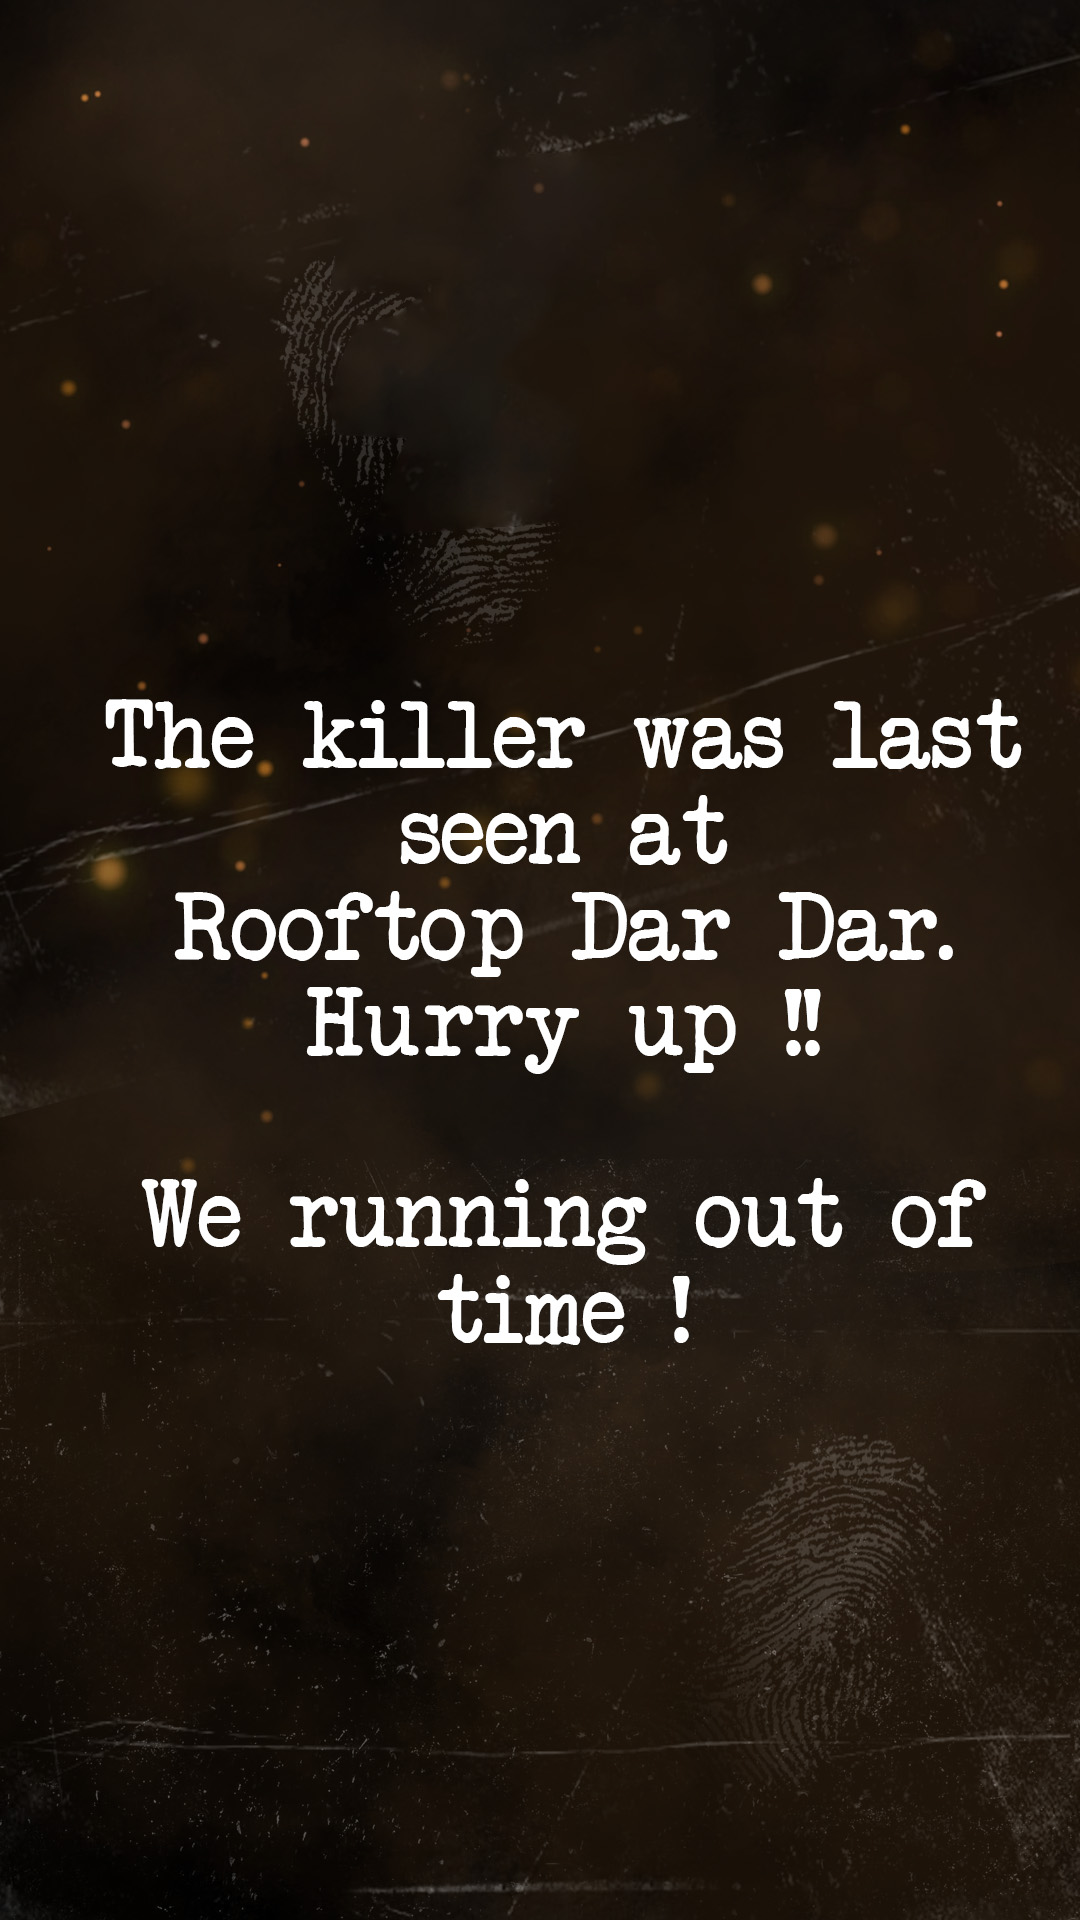 The killer was last
seen at
Rooftop Dar Dar.
Hurry up !!
We running out of
time !